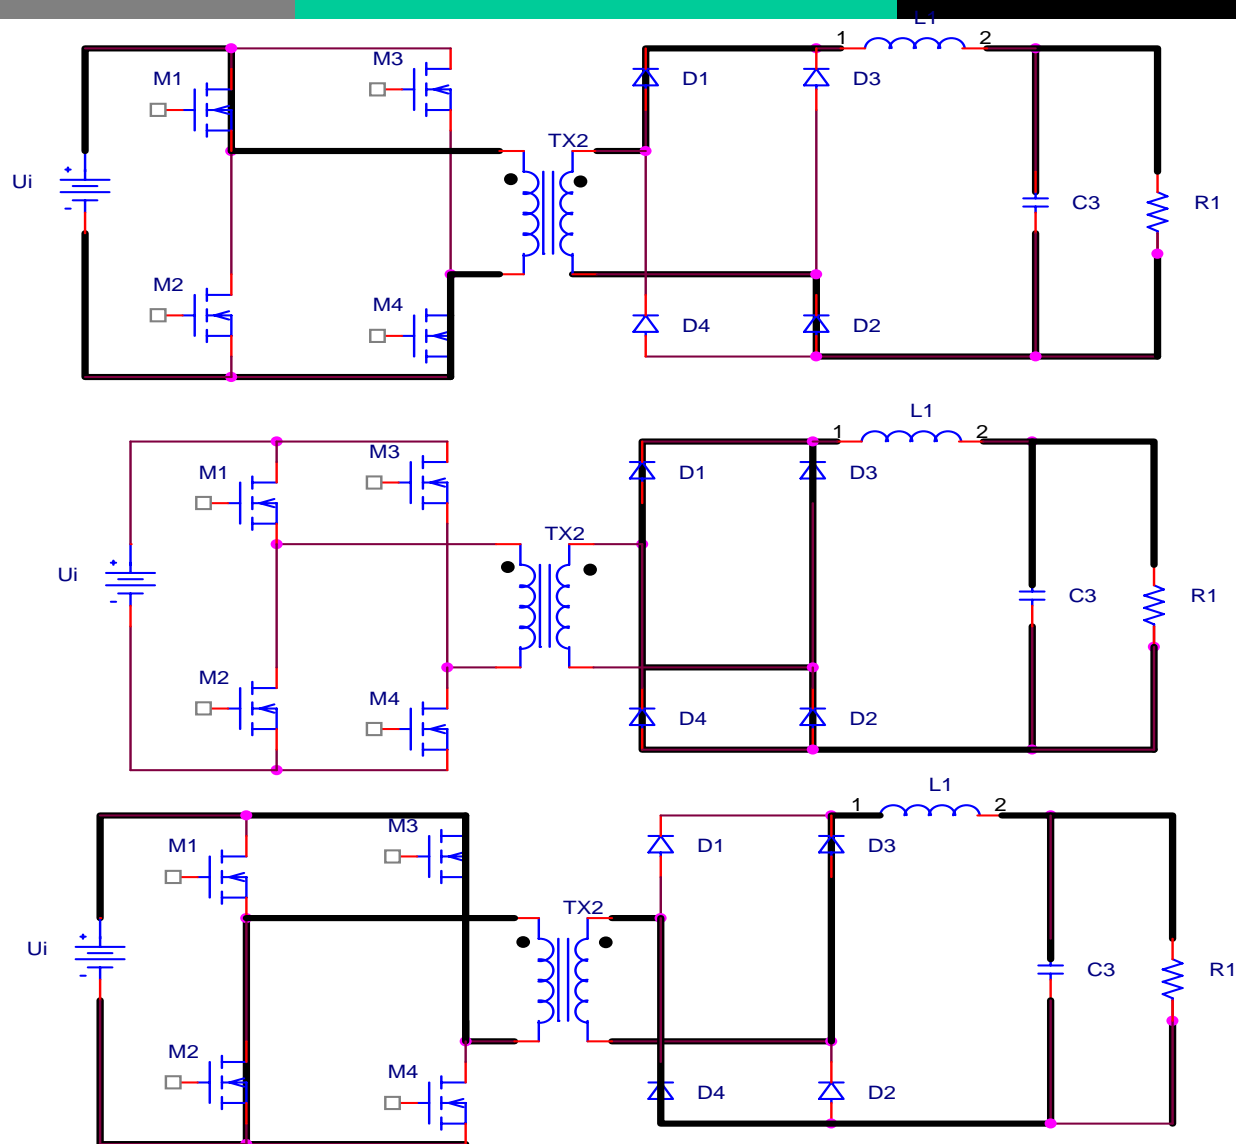 L1
1 2
M3
M1 D1 D3
TX2
+
Ui C3 R1
-
M2
M4 D4 D2
L1
1 2
M3
M1 D1 D3
TX2
+
Ui C3 R1
-
M2
M4 D4 D2
L1
1 2
M3
M1 D1 D3
TX2
+
Ui C3 R1
-
M2
M4 D4 D2